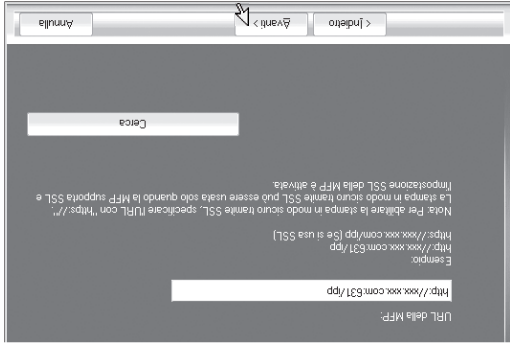 URL della MFP:
http://xxx.xxx.com:631/ipp
Esempio:
http://xxx.xxx.com:631/ipp
https://xxx.xxx.com/ipp (Se si usa SSL)
Nota: Per abilitare la stampa in modo sicuro tramite SSL, specificare l'URL con "https://".
La stampa in modo sicuro tramite SSL può essere usata solo quando la MFP supporta SSL e
l'impostazione SSL della MFP è attivata.
Cerca
< Indietro
Avanti >
Annulla